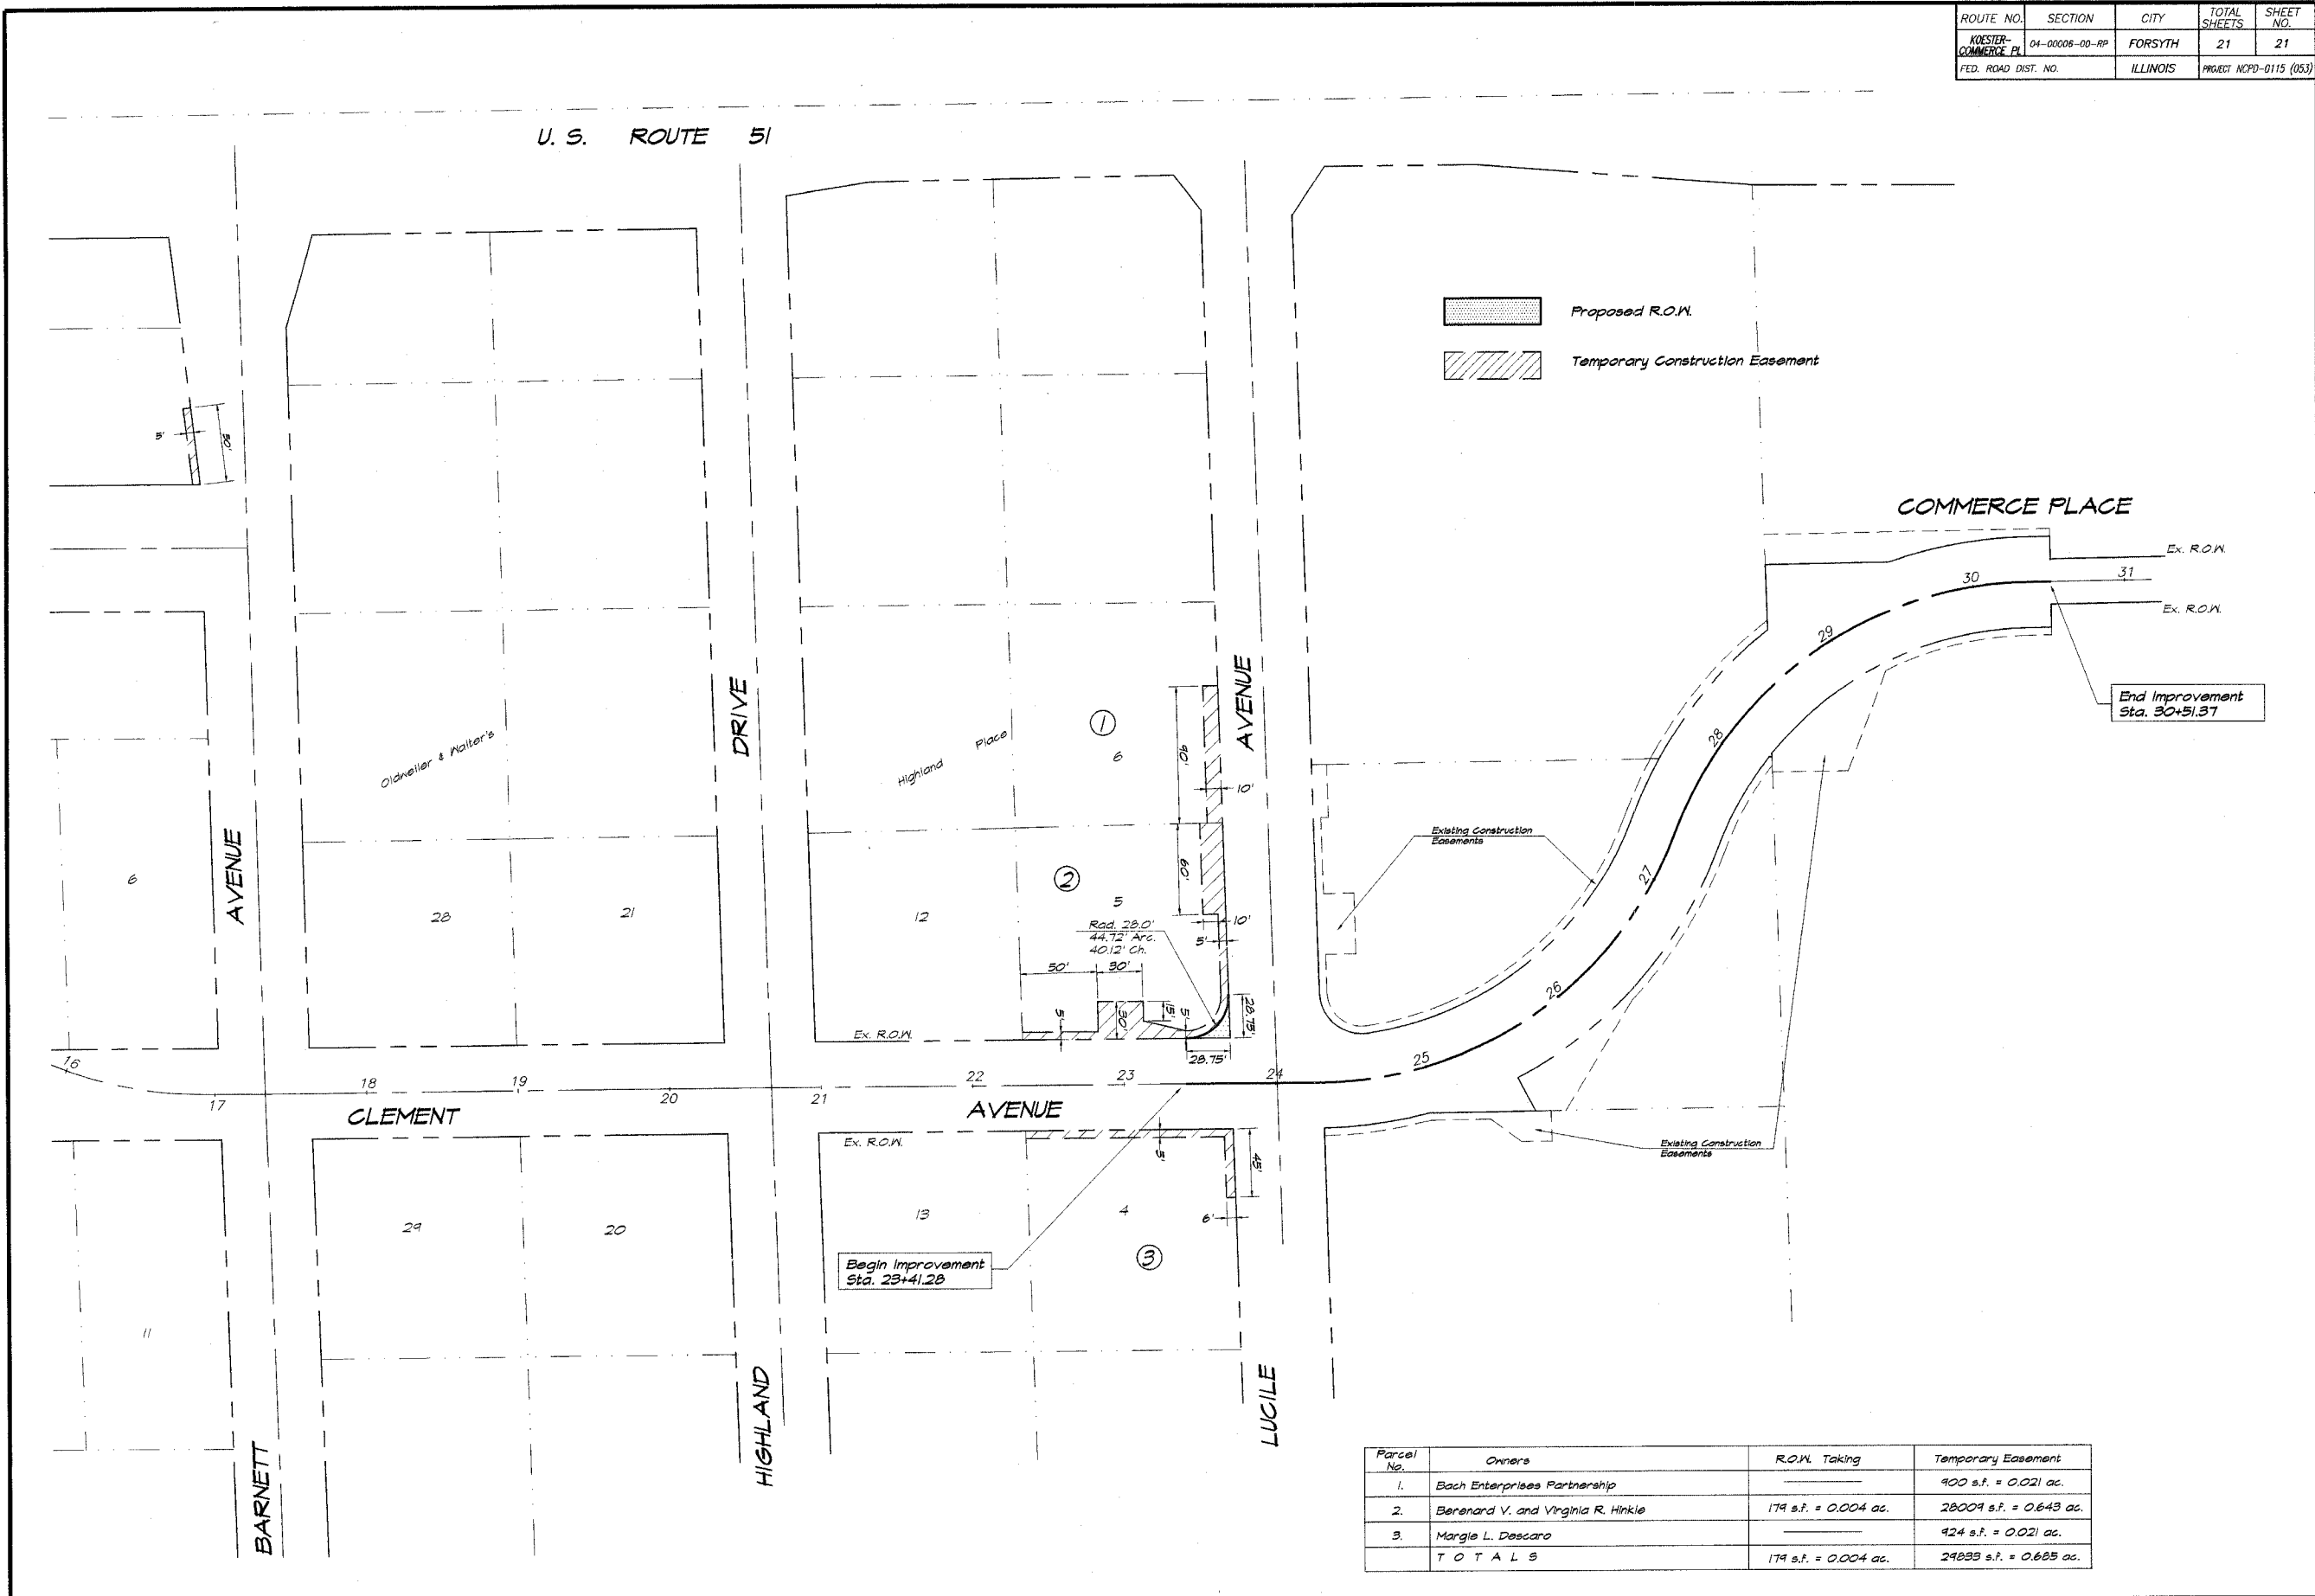 ROUTE NO. SECTION CITY TOTAL SHEETS SHEET NO.
KOESTER-COMMERCE PL 04-00006-00-RP FORSYTH 21 21
FED. ROAD DIST. NO. ILLINOIS PROJECT NCPD-0115 (053)
U. S. ROUTE 51
Proposed R.O.W.
Temporary Construction Easement
5'
50'
COMMERCE PLACE
Ex. R.O.W.
30
31
Ex. R.O.W.
29
End Improvement
Sta. 30+51.37
28
DRIVE
AVENUE
1
6
90'
10'
Oldweiler & Walter's
Highland Place
Existing Construction
Easements
AVENUE
6
28
21
12
2
5
60'
10'
5'
Rad. 28.0'
44.72' Arc.
40.12' Ch.
50'
30'
27
26
5'
30'
15'
5'
28.75'
28.75'
Ex. R.O.W.
16
17
18
19
20
21
22
23
24
25
CLEMENT
AVENUE
Ex. R.O.W.
5'
45'
6'
Existing Construction
Easements
29
20
13
4
3
11
Begin Improvement
Sta. 23+41.28
BARNETT
HIGHLAND
LUCILE
Parcel No. Owners R.O.W. Taking Temporary Easement
1. Bach Enterprises Partnership 900 s.f. = 0.021 ac.
2. Berenard V. and Virginia R. Hinkle 179 s.f. = 0.004 ac. 28009 s.f. = 0.643 ac.
3. Margie L. Descaro 924 s.f. = 0.021 ac.
TOTALS 179 s.f. = 0.004 ac. 29833 s.f. = 0.685 ac.